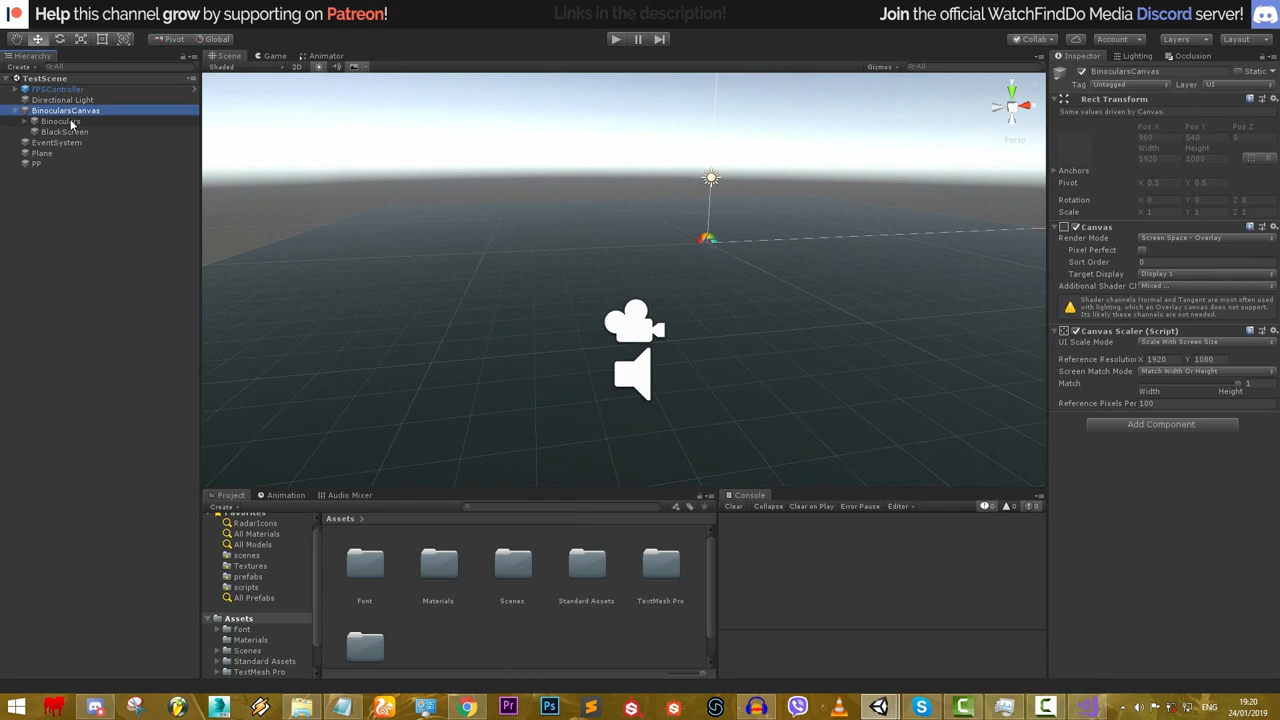 Help this channel grow by supporting on Patreon!
Links in the description!
Join the official WatchFindDo Media Discord server!
Pivot
Global
Collab
Account
Layers
Layout
Hierarchy
Create
All
TestScene
FPSController
Directional Light
BinocularsCanvas
Binoculars
BlackScreen
EventSystem
Plane
PP
Scene
Game
Animator
Shaded
2D
Gizmos
All
y
x
Persp
Inspector
Lighting
Occlusion
BinocularsCanvas
Static
Tag
Untagged
Layer
UI
Rect Transform
Some values driven by Canvas.
Pos X
Pos Y
Pos Z
960
540
0
Width
Height
1920
1080
R
Anchors
Pivot
X 0.5
Y 0.5
Rotation
X 0
Y 0
Z 0
Scale
X 1
Y 1
Z 1
Canvas
Render Mode
Screen Space - Overlay
Pixel Perfect
Sort Order
0
Target Display
Display 1
Additional Shader Cl
Mixed ...
Shader channels Normal and Tangent are most often used
with lighting, which an Overlay canvas does not support.
Its likely these channels are not needed.
Canvas Scaler (Script)
UI Scale Mode
Scale With Screen Size
Reference Resolutio
X 1920
Y 1080
Screen Match Mode
Match Width Or Height
Match
1
Width
Height
Reference Pixels Per
100
Add Component
Project
Animation
Audio Mixer
Create
Favorites
RadarIcons
All Materials
All Models
scenes
Textures
prefabs
scripts
All Prefabs
Assets
Font
Materials
Scenes
Standard Assets
TextMesh Pro
Assets
Font
Materials
Scenes
Standard Assets
TextMesh Pro
Console
Clear
Collapse
Clear on Play
Error Pause
Editor
0
0
0
ENG
19:20
24/01/2019